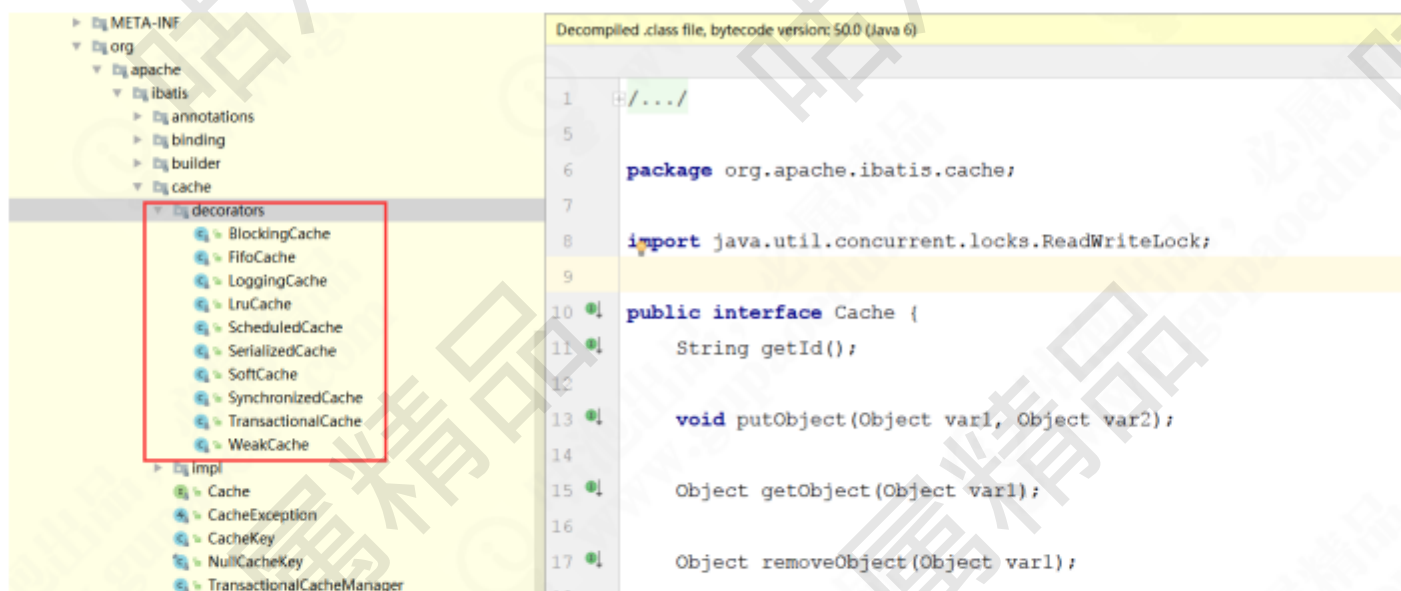 META-INF
org
apache
ibatis
annotations
binding
builder
cache
decorators
BlockingCache
FifoCache
LoggingCache
LruCache
ScheduledCache
SerializedCache
SoftCache
SynchronizedCache
TransactionalCache
WeakCache
impl
Cache
CacheException
CacheKey
NullCacheKey
TransactionalCacheManager
Decompiled .class file, bytecode version: 50.0 (Java 6)
1 /.../
5
6 package org.apache.ibatis.cache;
7
8 import java.util.concurrent.locks.ReadWriteLock;
9
10 public interface Cache {
11 String getId();
12
13 void putObject(Object var1, Object var2);
14
15 Object getObject(Object var1);
16
17 Object removeObject(Object var1);